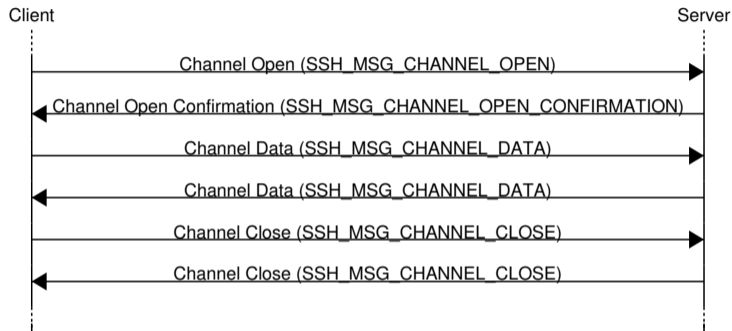 Client
Server
Channel Open (SSH_MSG_CHANNEL_OPEN)
Channel Open Confirmation (SSH_MSG_CHANNEL_OPEN_CONFIRMATION)
Channel Data (SSH_MSG_CHANNEL_DATA)
Channel Data (SSH_MSG_CHANNEL_DATA)
Channel Close (SSH_MSG_CHANNEL_CLOSE)
Channel Close (SSH_MSG_CHANNEL_CLOSE)